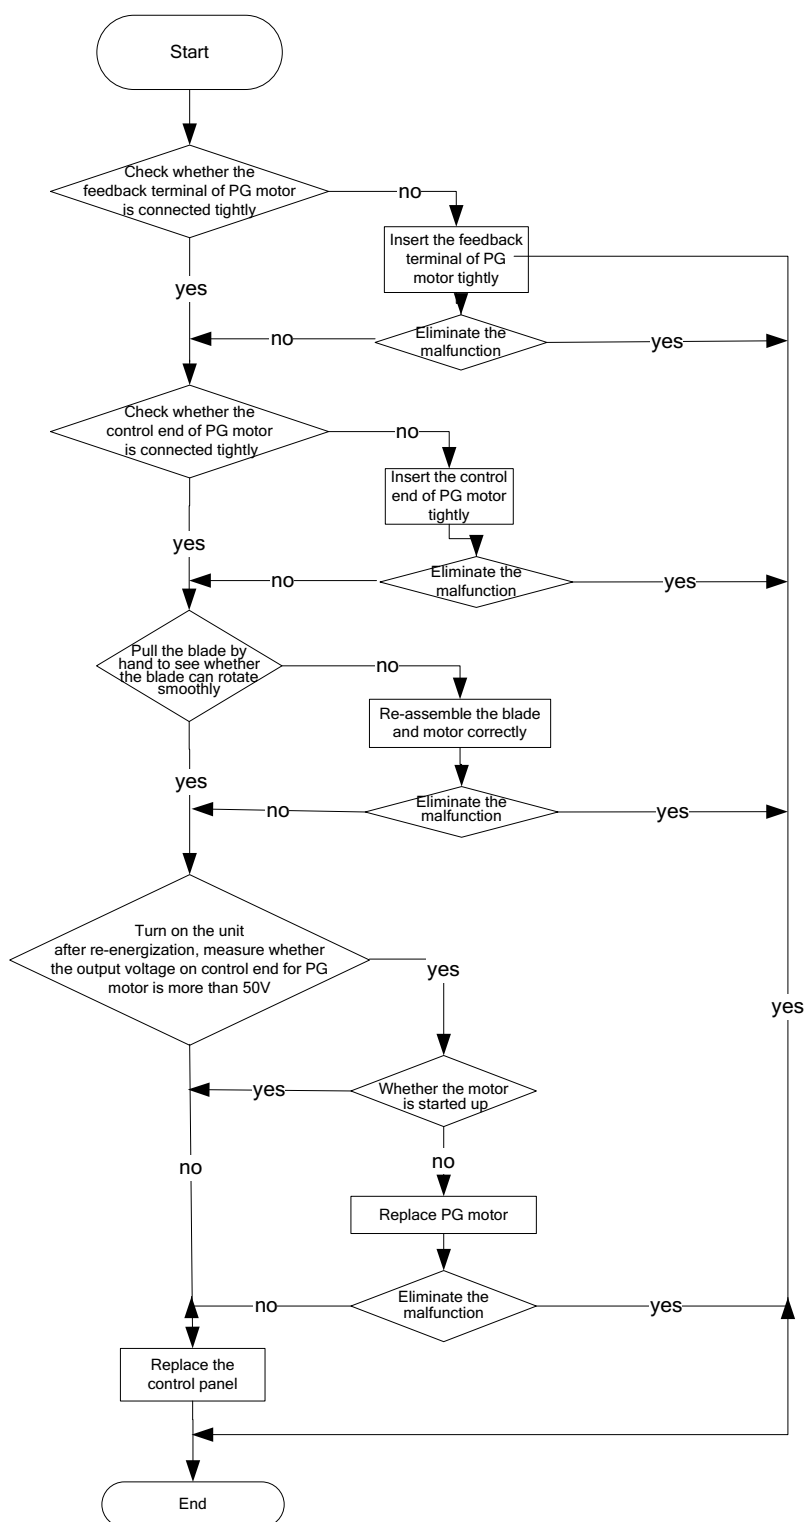 Start
Check whether the
feedback terminal of PG motor
is connected tightly
no
Insert the feedback
terminal of PG
motor tightly
yes
Eliminate the
malfunction
no
yes
Check whether the
control end of PG motor
is connected tightly
no
Insert the control
end of PG motor
tightly
yes
Eliminate the
malfunction
no
yes
Pull the blade by
hand to see whether
the blade can rotate
smoothly
no
Re-assemble the blade
and motor correctly
yes
Eliminate the
malfunction
no
yes
Turn on the unit
after re-energization, measure whether
the output voltage on control end for PG
motor is more than 50V
yes
yes
Whether the motor
is started up
yes
no
no
Replace PG motor
Eliminate the
malfunction
no
yes
Replace the
control panel
End